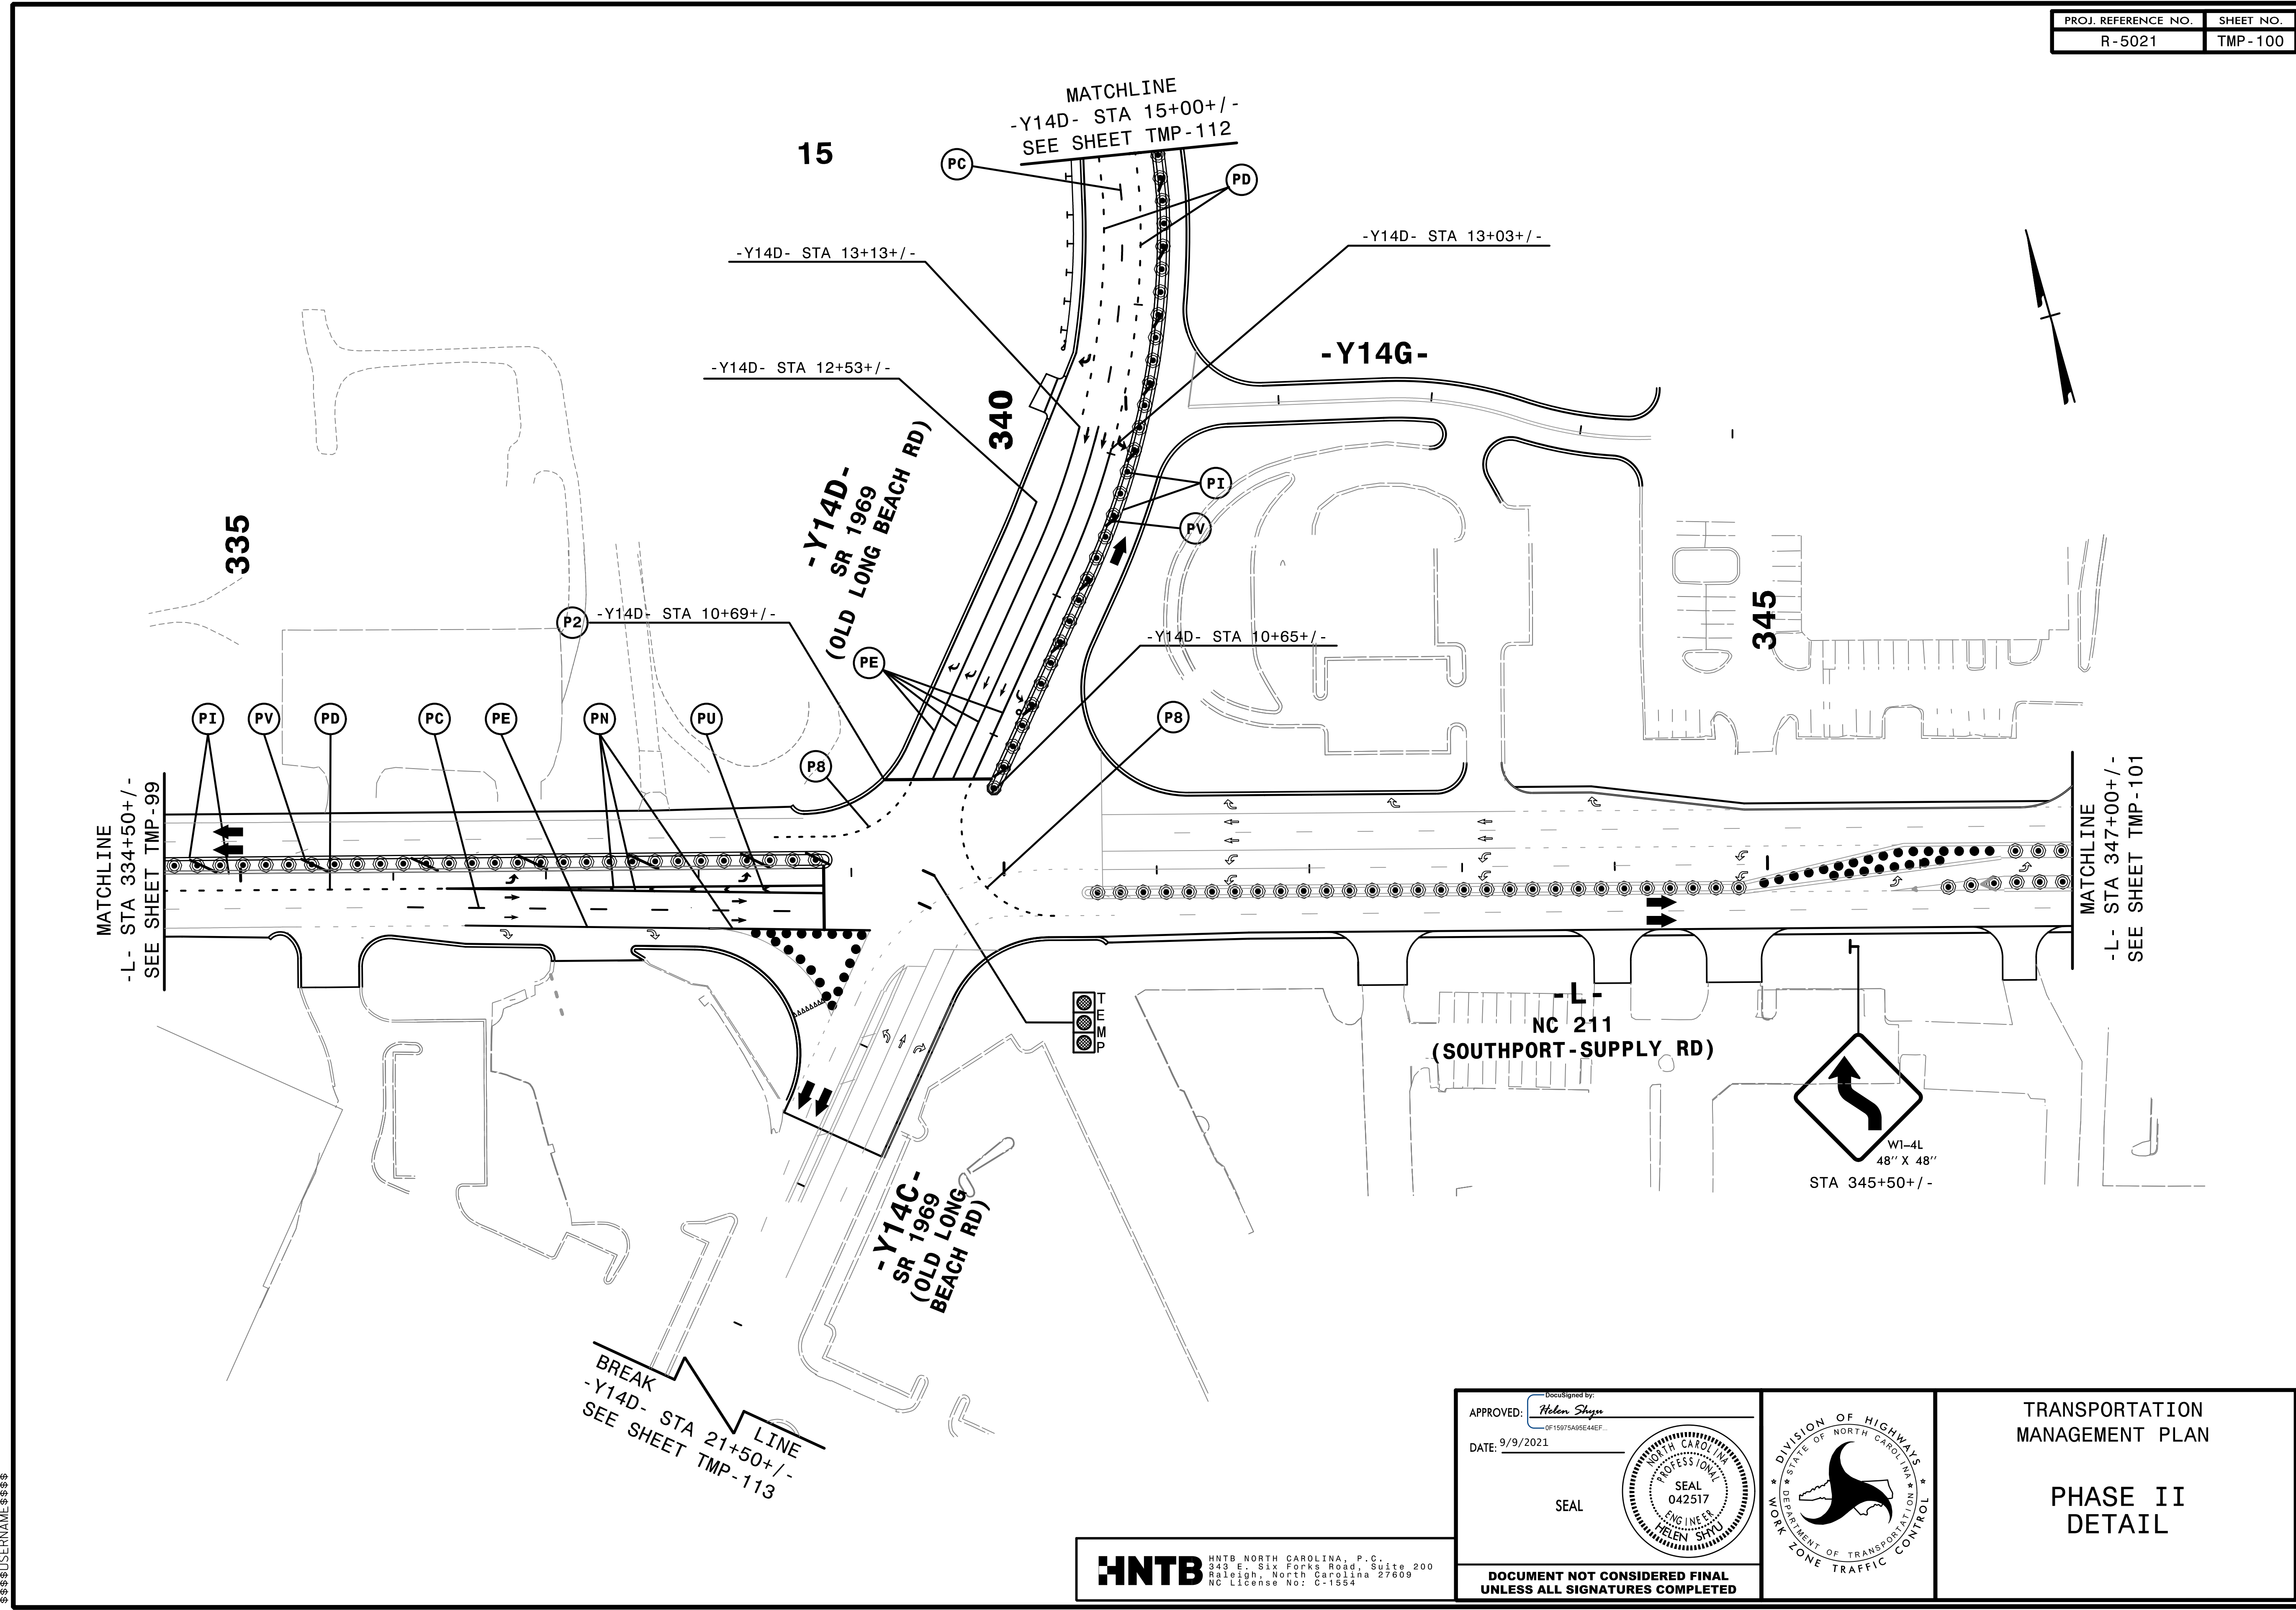 PROJ. REFERENCE NO. SHEET NO.
R-5021 TMP-100
MATCHLINE
-Y14D- STA 15+00+/-
SEE SHEET TMP-112
15
PC
PD
-Y14D- STA 13+13+/-
-Y14D- STA 13+03+/-
-Y14G-
-Y14D- STA 12+53+/-
340
-Y14D-
SR 1969
(OLD LONG BEACH RD)
PI
PV
335
345
P2
-Y14D- STA 10+69+/-
-Y14D- STA 10+65+/-
PE
PI
PV
PD
PC
PE
PN
PU
P8
P8
MATCHLINE
-L- STA 334+50+/-
SEE SHEET TMP-99
MATCHLINE
-L- STA 347+00+/-
SEE SHEET TMP-101
TEMP
-L-
NC 211
(SOUTHPORT-SUPPLY RD)
W1-4L
48'' X 48''
STA 345+50+/-
-Y14C-
SR 1969
(OLD LONG
BEACH RD)
BREAK LINE
-Y14D- STA 21+50+/-
SEE SHEET TMP-113
$$$$USERNAME$$$$
HNTB
HNTB NORTH CAROLINA, P.C.
343 E. Six Forks Road, Suite 200
Raleigh, North Carolina 27609
NC License No: C-1554
DocuSigned by:
APPROVED: Helen Shyu
0F15975A95E44EF...
DATE: 9/9/2021
SEAL
NORTH CAROLINA
PROFESSIONAL
SEAL
042517
ENGINEER
HELEN SHYU
DOCUMENT NOT CONSIDERED FINAL
UNLESS ALL SIGNATURES COMPLETED
DIVISION OF HIGHWAYS
STATE OF NORTH CAROLINA
DEPARTMENT OF TRANSPORTATION
WORK ZONE TRAFFIC CONTROL
TRANSPORTATION
MANAGEMENT PLAN
PHASE II
DETAIL